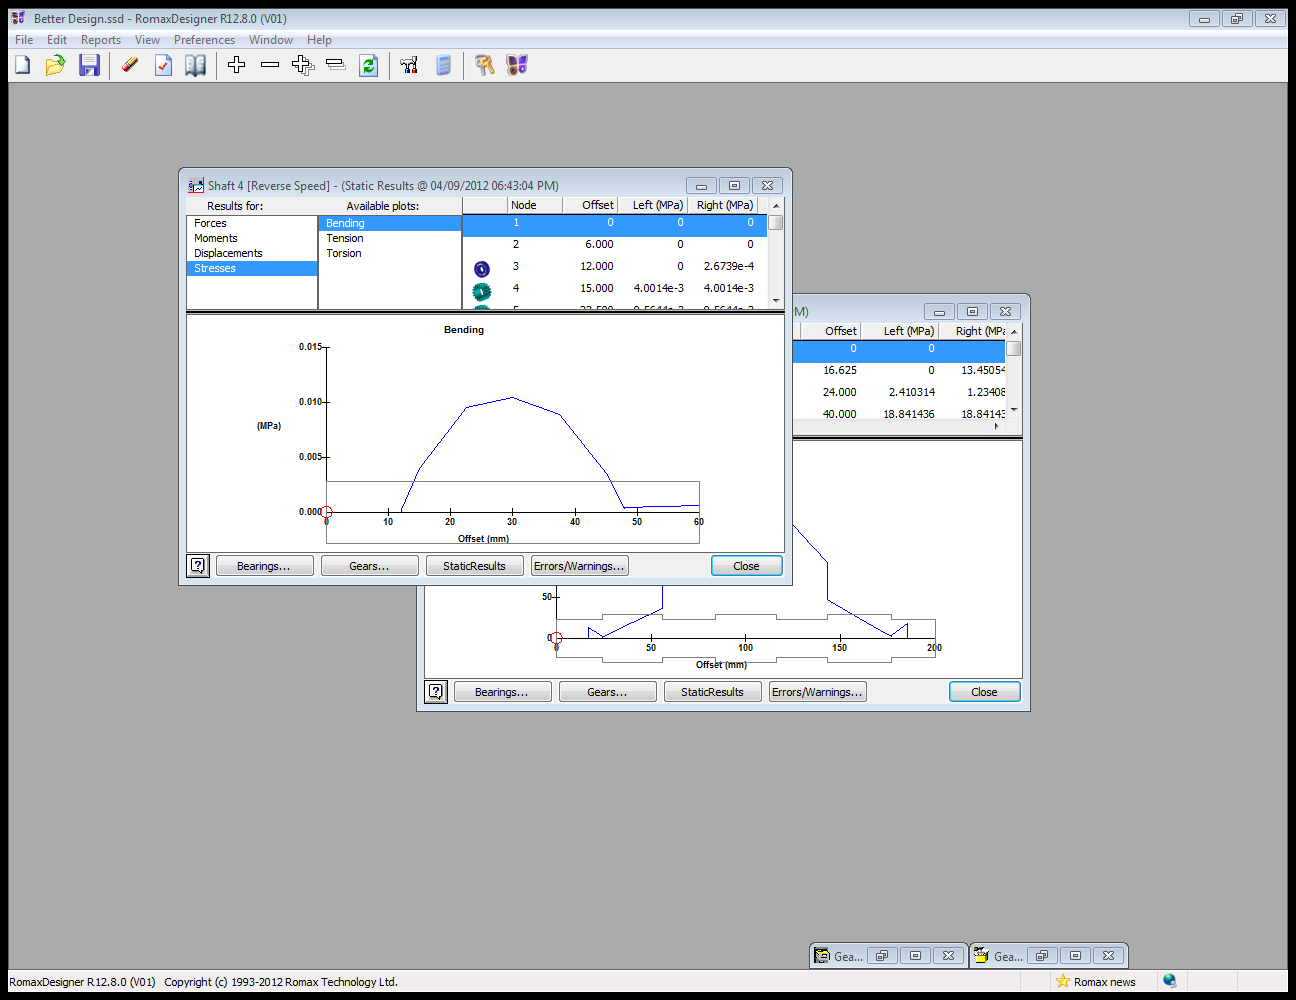 Better Design.ssd - RomaxDesigner R12.8.0 (V01)
File Edit Reports View Preferences Window Help
Shaft 4 [Reverse Speed] - (Static Results @ 04/09/2012 06:43:04 PM)
Results for: Available plots: Node Offset Left (MPa) Right (MPa)
Forces Bending 1 0 0 0
Moments Tension 2 6.000 0 0
Displacements Torsion 3 12.000 0 2.6739e-4
Stresses 4 15.000 4.0014e-3 4.0014e-3
Bending
0.015
0.010
(MPa)
0.005
0.000
0 10 20 30 40 50 60
Offset (mm)
Bearings... Gears... StaticResults Errors/Warnings... Close
M)
Offset Left (MPa) Right (MPa
0 0
16.625 0 13.45054
24.000 2.410314 1.23408
40.000 18.841436 18.84143
50
0
0 50 100 150 200
Offset (mm)
Bearings... Gears... StaticResults Errors/Warnings... Close
Gea... Gea...
RomaxDesigner R12.8.0 (V01) Copyright (c) 1993-2012 Romax Technology Ltd. Romax news